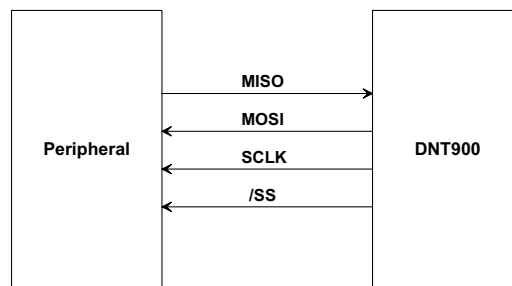 MISO
MOSI
Peripheral
DNT900
SCLK
/SS